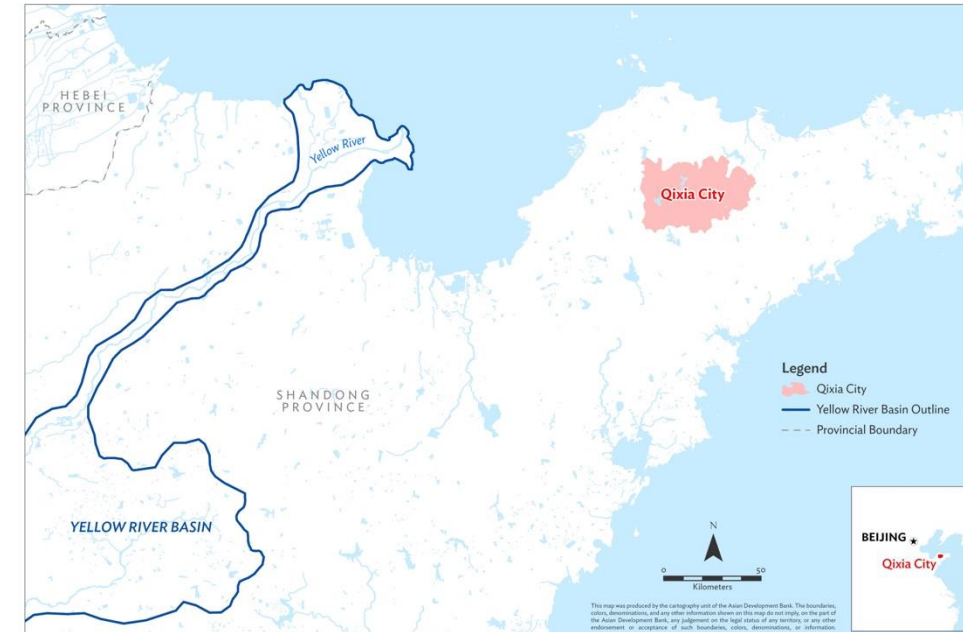 HEBEI
PROVINCE
Yellow River
Qixia City
SHANDONG
PROVINCE
Legend
Qixia City
Yellow River Basin Outline
Provincial Boundary
YELLOW RIVER BASIN
N
0 50
Kilometers
BEIJING
Qixia City
This map was produced by the cartography unit of the Asian Development Bank. The boundaries,
colors, denominations, and any other information shown on this map do not imply, on the part of
the Asian Development Bank, any judgement on the legal status of any territory, or any other
endorsement or acceptance of such boundaries, colors, denominations, or information.